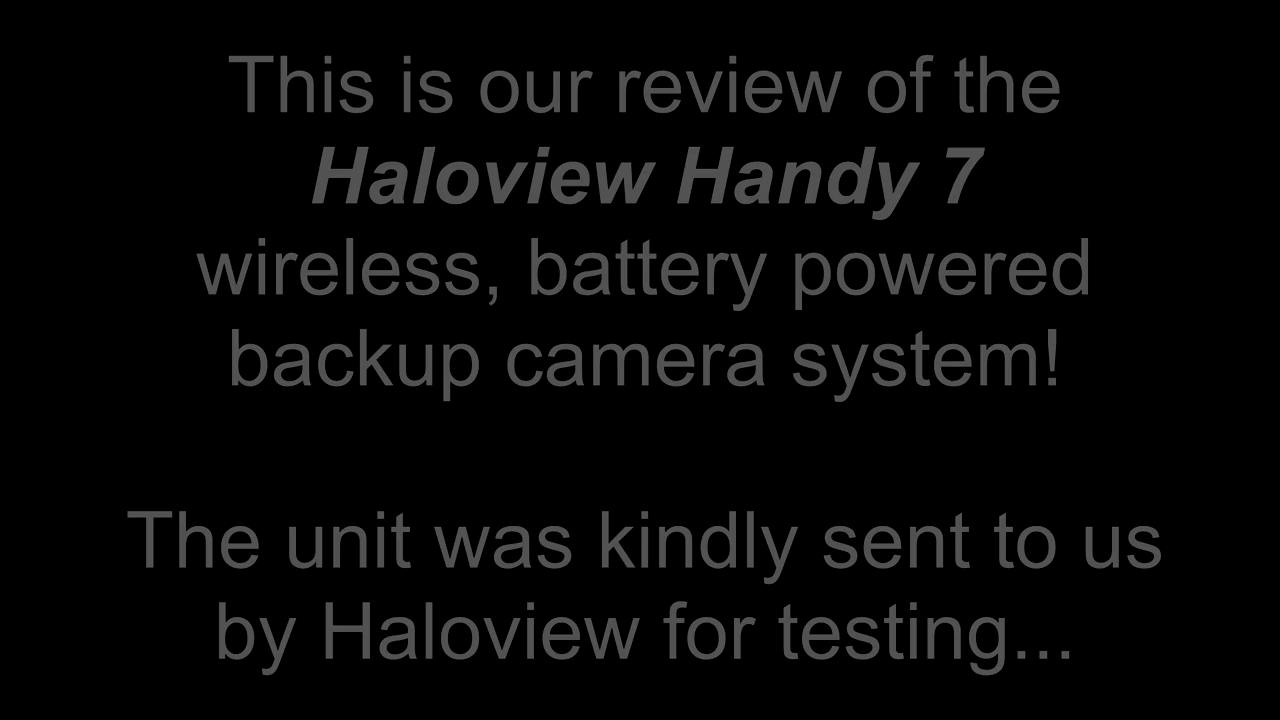 This is our review of the
Haloview Handy 7
wireless, battery powered
backup camera system!
The unit was kindly sent to us
by Haloview for testing...